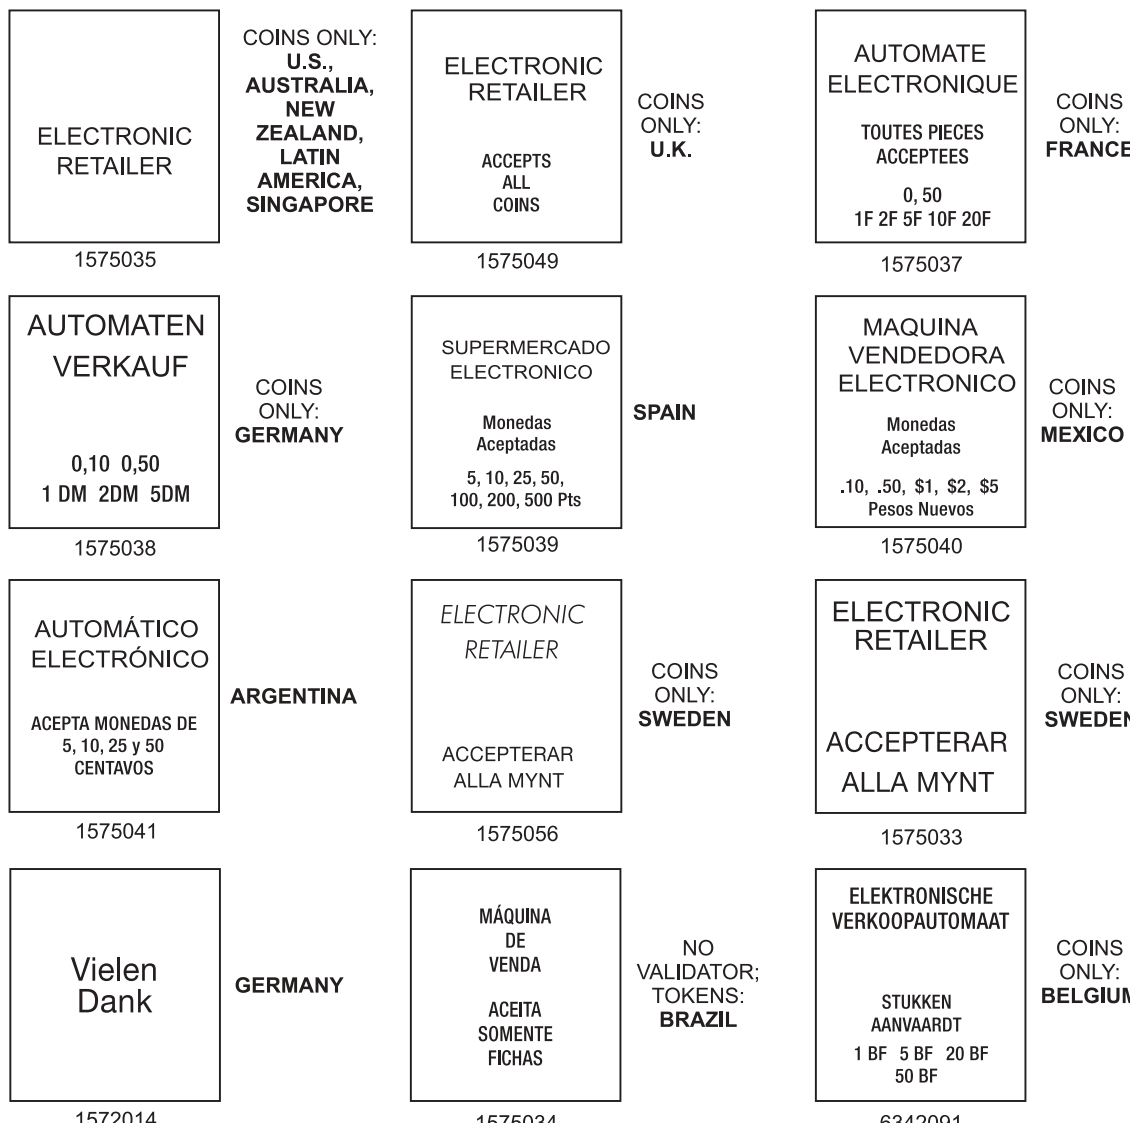 ELECTRONIC
RETAILER
1575035
COINS ONLY:
U.S.,
AUSTRALIA,
NEW
ZEALAND,
LATIN
AMERICA,
SINGAPORE
ELECTRONIC
RETAILER
ACCEPTS
ALL
COINS
1575049
COINS
ONLY:
U.K.
AUTOMATE
ELECTRONIQUE
TOUTES PIECES
ACCEPTEES
0, 50
1F 2F 5F 10F 20F
1575037
COINS
ONLY:
FRANCE
AUTOMATEN
VERKAUF
0,10 0,50
1 DM 2DM 5DM
1575038
COINS
ONLY:
GERMANY
SUPERMERCADO
ELECTRONICO
Monedas
Aceptadas
5, 10, 25, 50,
100, 200, 500 Pts
1575039
SPAIN
MAQUINA
VENDEDORA
ELECTRONICO
Monedas
Aceptadas
.10, .50, $1, $2, $5
Pesos Nuevos
1575040
COINS
ONLY:
MEXICO
AUTOMÁTICO
ELECTRÓNICO
ACEPTA MONEDAS DE
5, 10, 25 y 50
CENTAVOS
1575041
ARGENTINA
ELECTRONIC
RETAILER
ACCEPTERAR
ALLA MYNT
1575056
COINS
ONLY:
SWEDEN
ELECTRONIC
RETAILER
ACCEPTERAR
ALLA MYNT
1575033
COINS
ONLY:
SWEDEN
Vielen
Dank
1572014
GERMANY
MÁQUINA
DE
VENDA
ACEITA
SOMENTE
FICHAS
1575034
NO
VALIDATOR;
TOKENS:
BRAZIL
ELEKTRONISCHE
VERKOOPAUTOMAAT
STUKKEN
AANVAARDT
1 BF 5 BF 20 BF
50 BF
6342091
COINS
ONLY:
BELGIUM